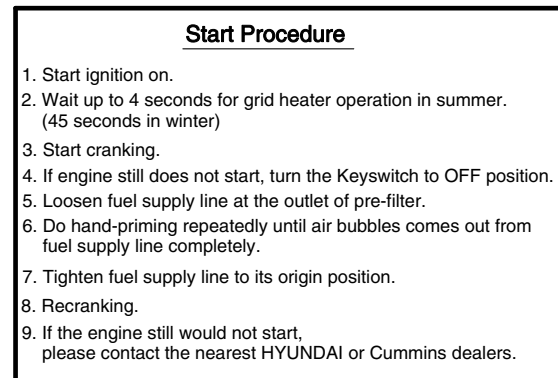 Start Procedure
1. Start ignition on.
2. Wait up to 4 seconds for grid heater operation in summer.
(45 seconds in winter)
3. Start cranking.
4. If engine still does not start, turn the Keyswitch to OFF position.
5. Loosen fuel supply line at the outlet of pre-filter.
6. Do hand-priming repeatedly until air bubbles comes out from
fuel supply line completely.
7. Tighten fuel supply line to its origin position.
8. Recranking.
9. If the engine still would not start,
please contact the nearest HYUNDAI or Cummins dealers.